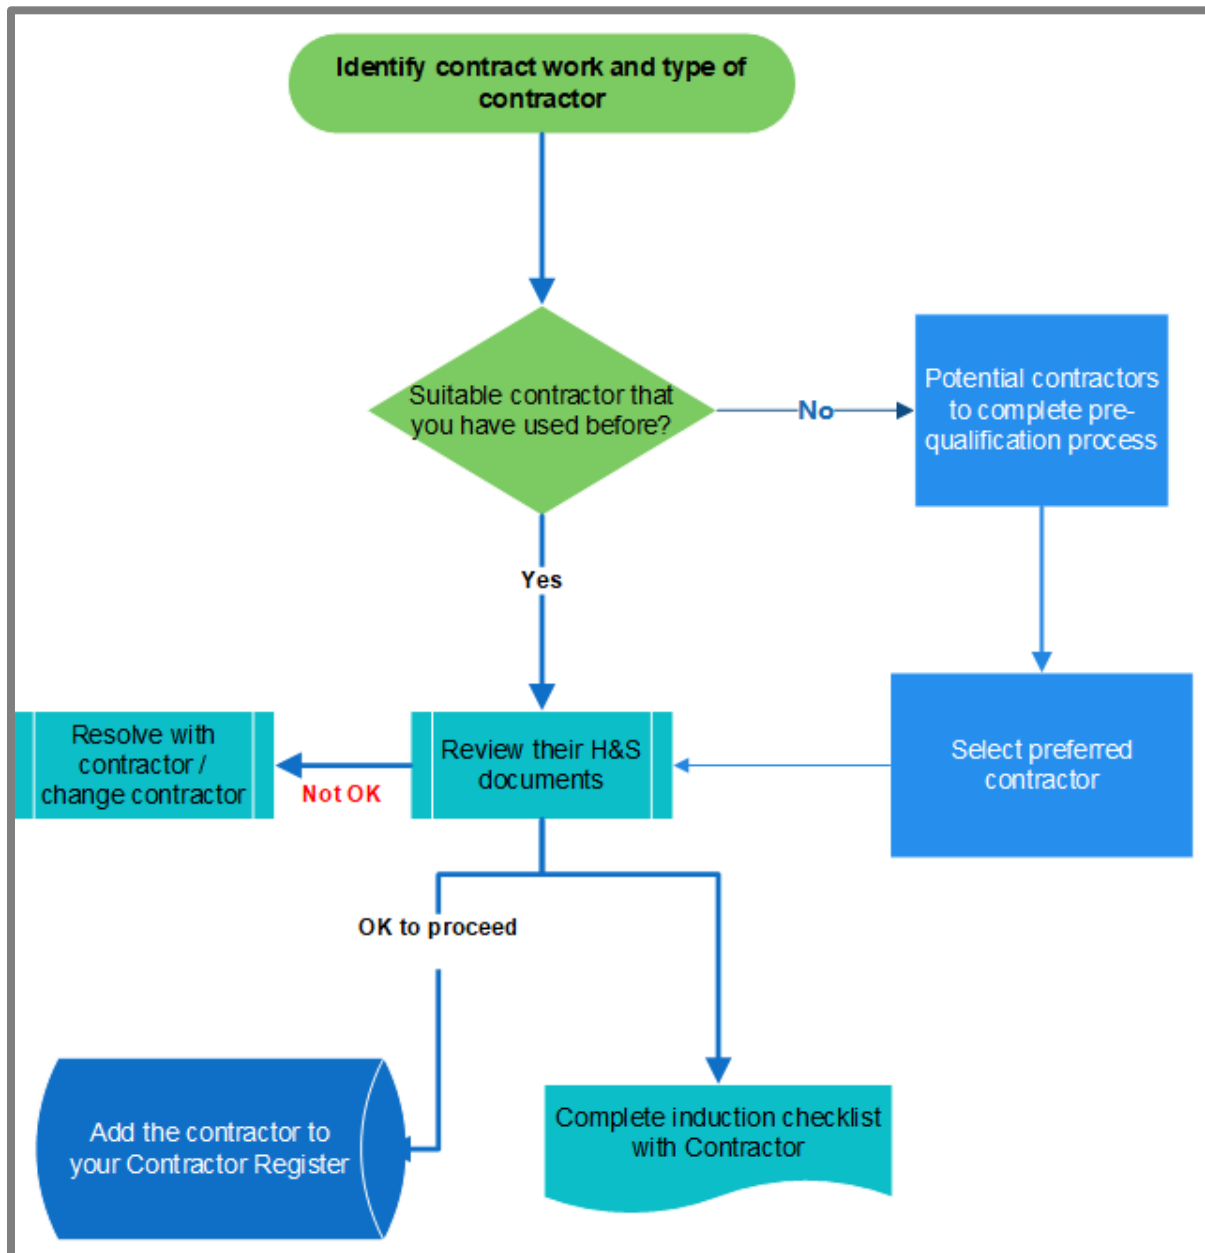 Identify contract work and type of
contractor
Suitable contractor that
you have used before?
No
Potential contractors
to complete pre-
qualification process
Yes
Resolve with
contractor /
change contractor
Not OK
Review their H&S
documents
Select preferred
contractor
OK to proceed
Add the contractor to
your Contractor Register
Complete induction checklist
with Contractor